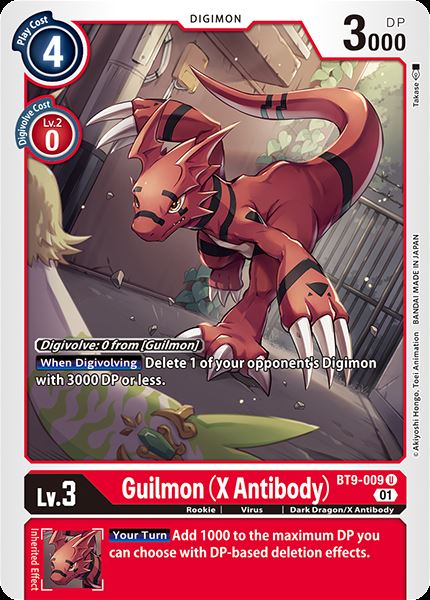 Play Cost
4
DIGIMON
DP
3000
Digivolve Cost
Lv.2
0
Takase
©Akiyoshi Hongo, Toei Animation BANDAI MADE IN JAPAN
Digivolve: 0 from [Guilmon]
When Digivolving Delete 1 of your opponent's Digimon
with 3000 DP or less.
Lv.3
Guilmon (X Antibody)
BT9-009 U
01
Rookie | Virus | Dark Dragon/X Antibody
Inherited Effect
Your Turn Add 1000 to the maximum DP you
can choose with DP-based deletion effects.